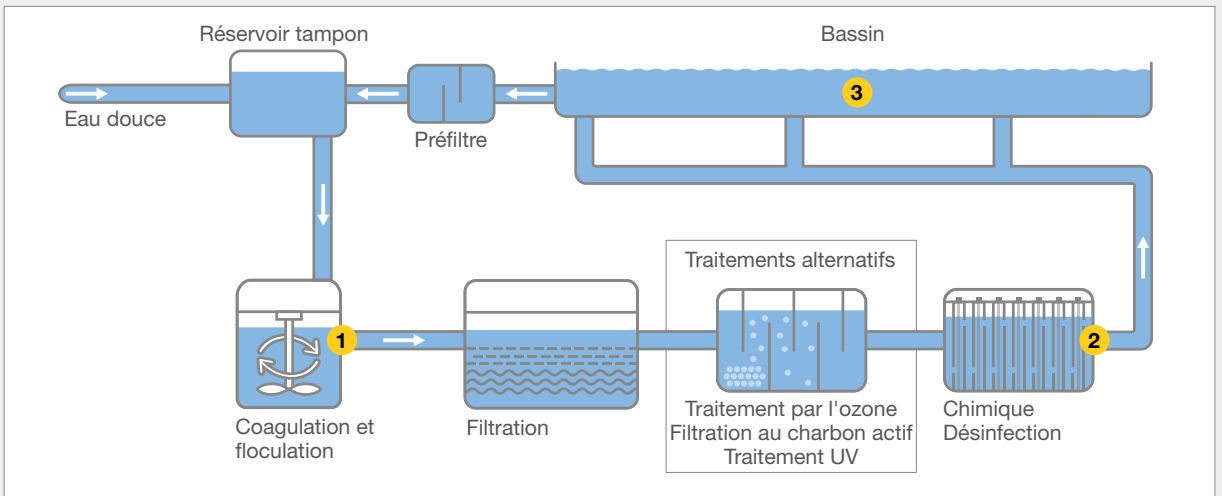 Réservoir tampon
Bassin
3
Eau douce
Préfiltre
Traitements alternatifs
1
2
Coagulation et
floculation
Filtration
Traitement par l'ozone
Filtration au charbon actif
Traitement UV
Chimique
Désinfection